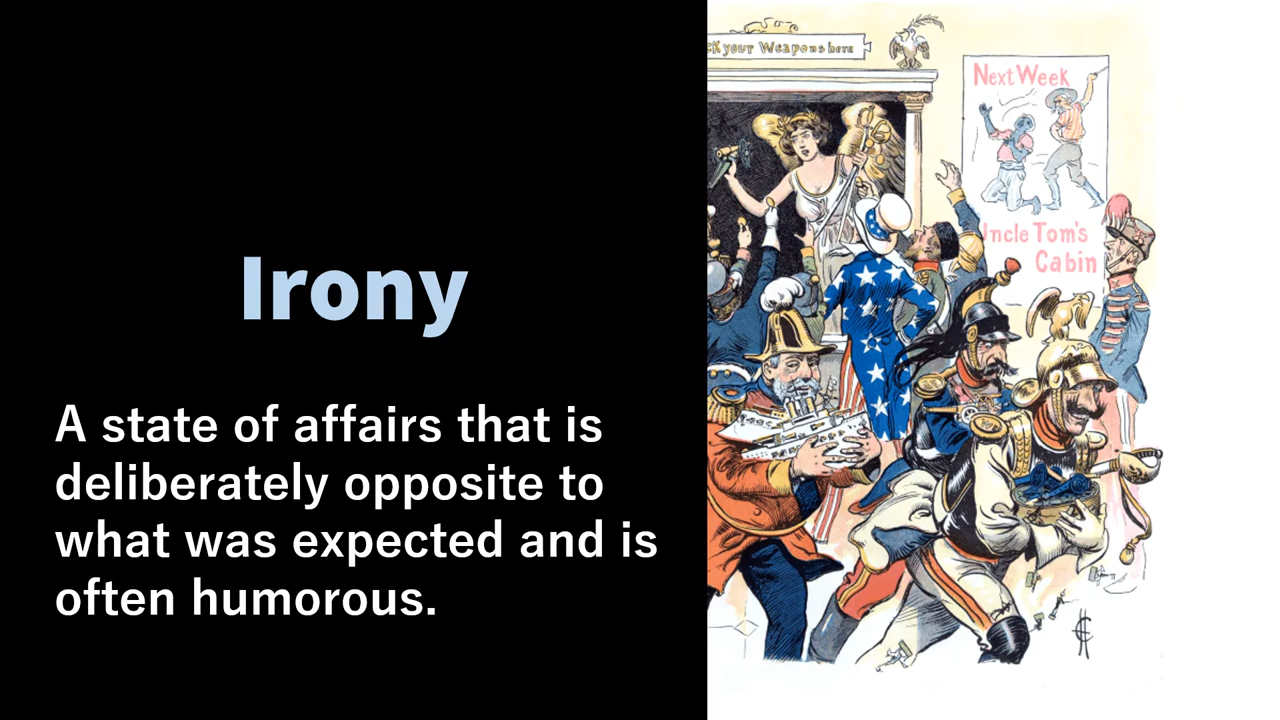 Irony
A state of affairs that is
deliberately opposite to
what was expected and is
often humorous.
ck your Weapons here
Next Week
Uncle Tom's
Cabin